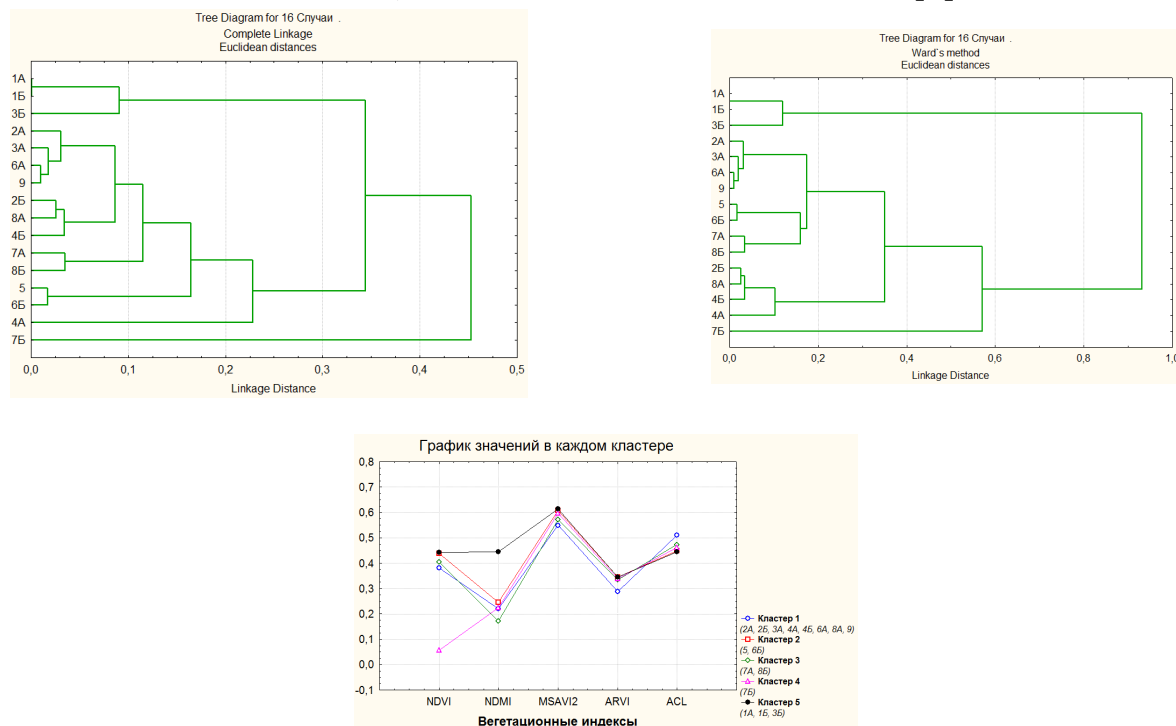 Tree Diagram for 16 Случаи .
Complete Linkage
Euclidean distances
1А
1Б
3Б
2А
3А
6А
9
2Б
8А
4Б
7А
8Б
5
6Б
4А
7Б
0,0 0,1 0,2 0,3 0,4 0,5
Linkage Distance
Tree Diagram for 16 Случаи .
Ward`s method
Euclidean distances
1А
1Б
3Б
2А
3А
6А
9
5
6Б
7А
8Б
2Б
8А
4Б
4А
7Б
0,0 0,2 0,4 0,6 0,8 1,0
Linkage Distance
График значений в каждом кластере
0,8
0,7
0,6
0,5
0,4
0,3
0,2
0,1
0,0
-0,1
NDVI NDMI MSAVI2 ARVI ACL
Вегетационные индексы
Кластер 1
(2А, 2Б, 3А, 4А, 4Б, 6А, 8А, 9)
Кластер 2
(5, 6Б)
Кластер 3
(7А, 8Б)
Кластер 4
(7Б)
Кластер 5
(1А, 1Б, 3Б)